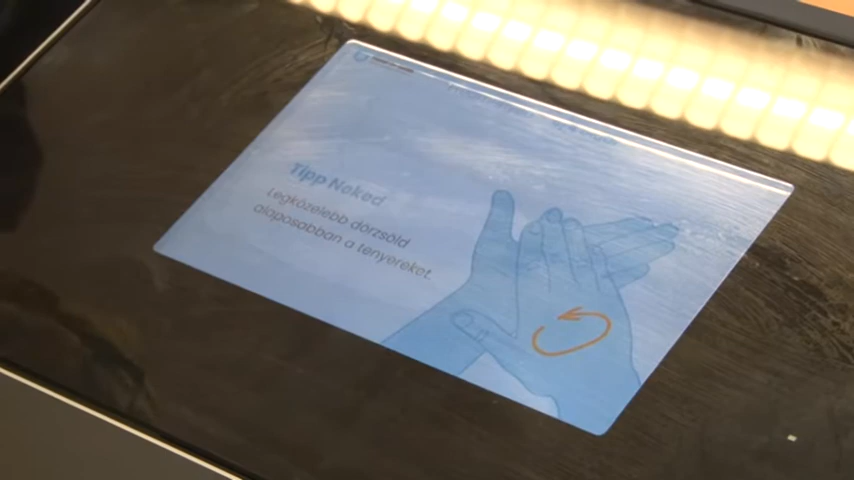 Tipp Neked
Legközelebb dörzsöld
alaposabban a tenyereket.